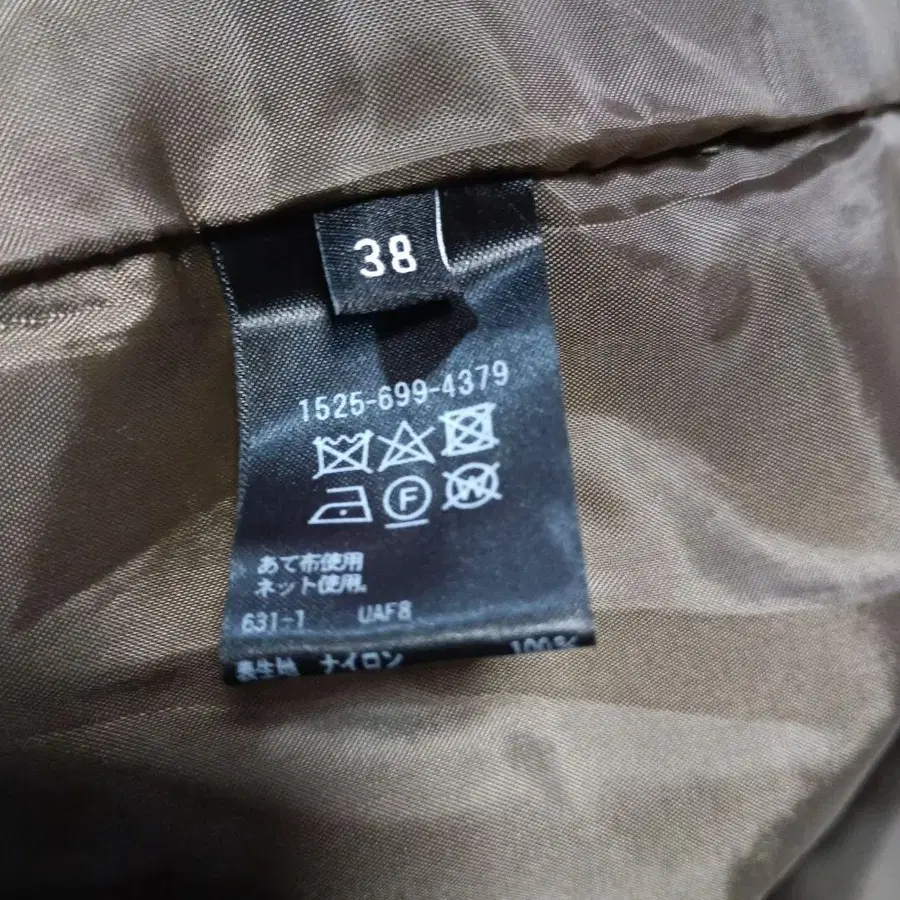 38
1525-699-4379
F
W
あて布使用
ネット使用。
631-1 UAF8
表生地 ナイロン 100%